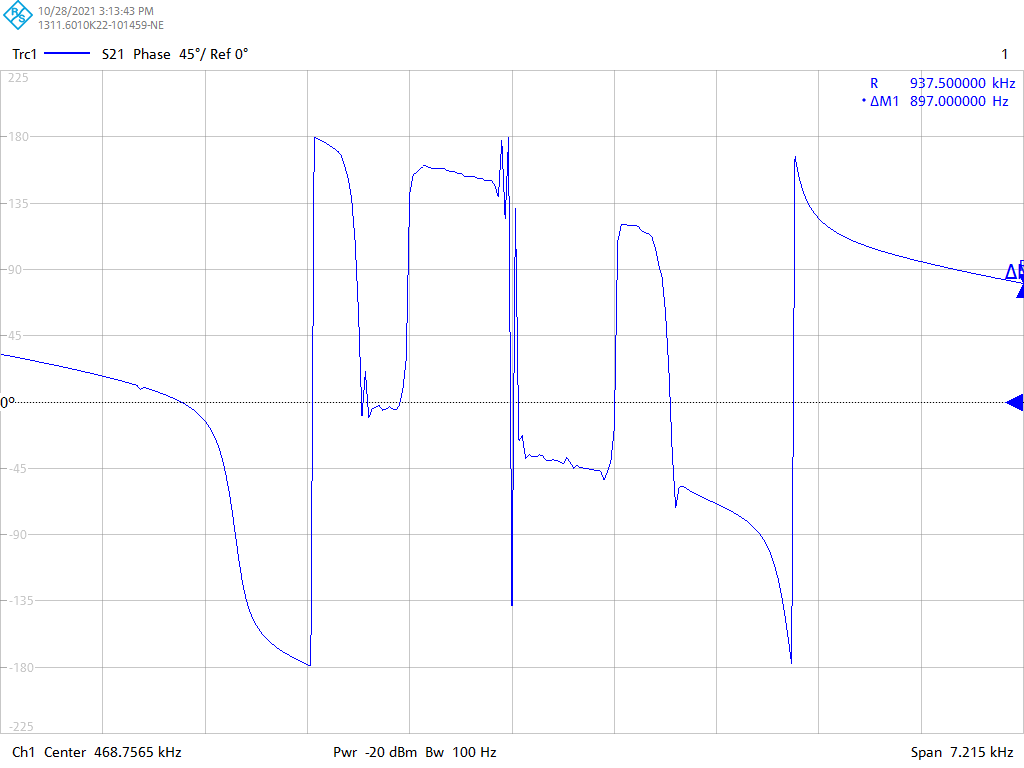 10/28/2021 3:13:43 PM
1311.6010K22-101459-NE
Trc1 S21 Phase 45°/ Ref 0° 1
225
R 937.500000 kHz
• ΔM1 897.000000 Hz
180
135
90
45
0°
-45
-90
-135
-180
-225
Ch1 Center 468.7565 kHz Pwr -20 dBm Bw 100 Hz Span 7.215 kHz